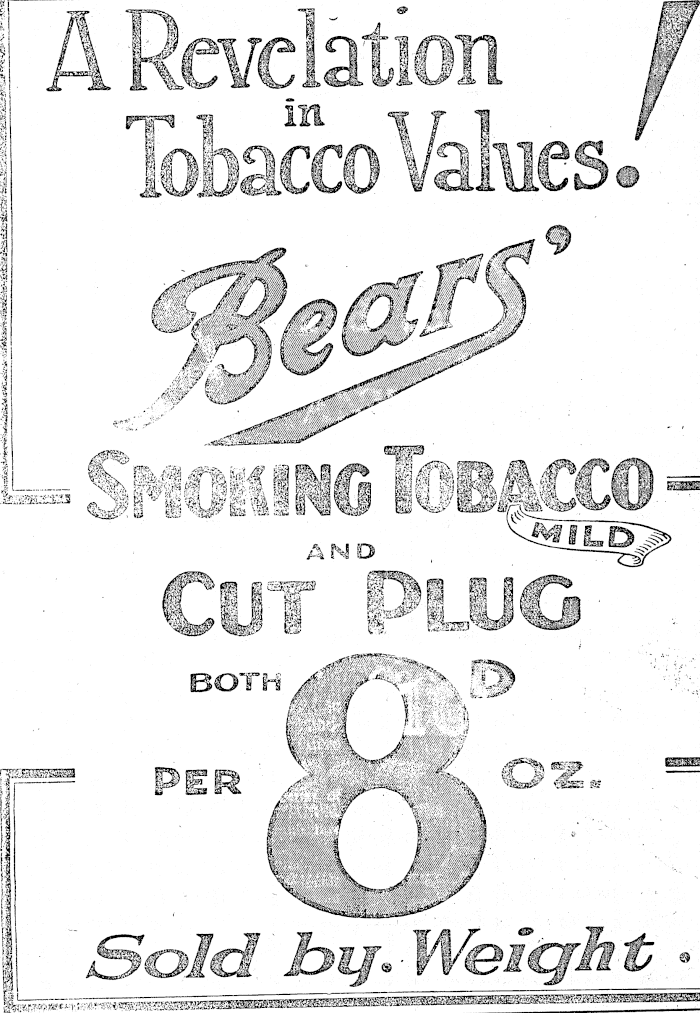 A Revelation
in
Tobacco Values!
Bears'
SMOKING TOBACCO
MILD
AND
CUT PLUG
BOTH 8D
PER OZ.
Sold by. Weight.